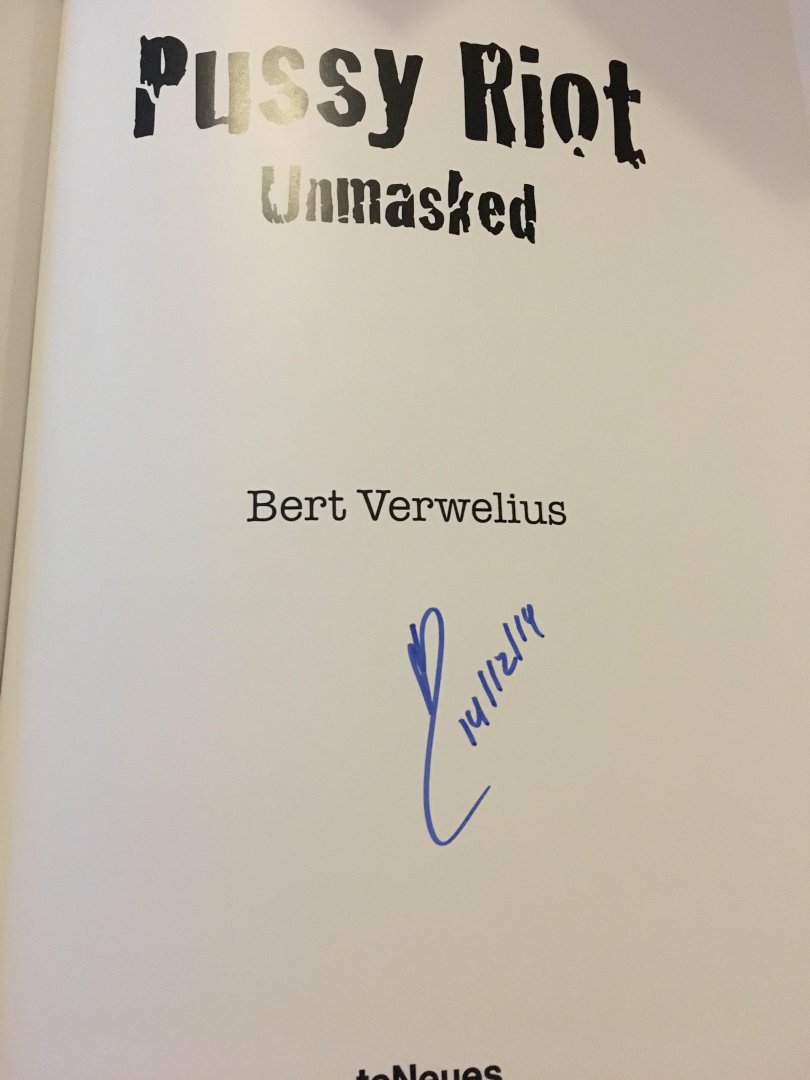 Pussy Riot
Unmasked
Bert Verwelius
14/12/14
teNeues